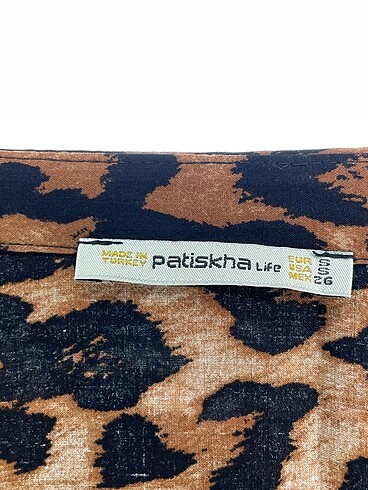 MADE IN
TURKEY
patiskha Life
EUR S
USA S
MEX 26